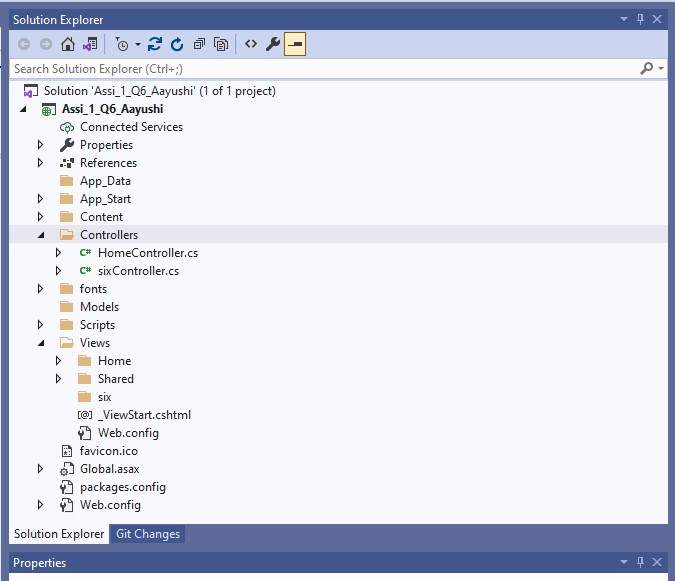 Solution Explorer
Search Solution Explorer (Ctrl+;)
Solution 'Assi_1_Q6_Aayushi' (1 of 1 project)
Assi_1_Q6_Aayushi
Connected Services
Properties
References
App_Data
App_Start
Content
Controllers
C# HomeController.cs
C# sixController.cs
fonts
Models
Scripts
Views
Home
Shared
six
[@] _ViewStart.cshtml
Web.config
favicon.ico
Global.asax
packages.config
Web.config
Solution Explorer Git Changes
Properties